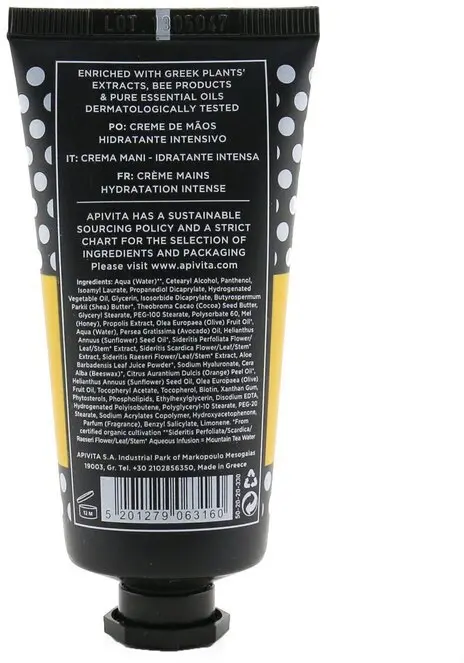 LOT 1905047
ENRICHED WITH GREEK PLANTS'
EXTRACTS, BEE PRODUCTS
& PURE ESSENTIAL OILS
DERMATOLOGICALLY TESTED
PO: CREME DE MÃOS
HIDRATANTE INTENSIVO
IT: CREMA MANI - IDRATANTE INTENSA
FR: CRÈME MAINS
HYDRATATION INTENSE
APIVITA HAS A SUSTAINABLE
SOURCING POLICY AND A STRICT
CHART FOR THE SELECTION OF
INGREDIENTS AND PACKAGING
Please visit www.apivita.com
Ingredients: Aqua (Water)**, Cetearyl Alcohol, Panthenol,
Isoamyl Laurate, Propanediol Dicaprylate, Hydrogenated
Vegetable Oil, Glycerin, Isosorbide Dicaprylate, Butyrospermum
Parkii (Shea) Butter*, Theobroma Cacao (Cocoa) Seed Butter,
Glyceryl Stearate, PEG-100 Stearate, Polysorbate 60, Mel
(Honey), Propolis Extract, Olea Europaea (Olive) Fruit Oil*,
Aqua (Water), Persea Gratissima (Avocado) Oil, Helianthus
Annuus (Sunflower) Seed Oil*, Sideritis Perfoliata Flower/
Leaf/Stem* Extract, Sideritis Scardica Flower/Leaf/Stem*
Extract, Sideritis Raeseri Flower/Leaf/Stem* Extract, Aloe
Barbadensis Leaf Juice Powder*, Sodium Hyaluronate, Cera
Alba (Beeswax)*, Citrus Aurantium Dulcis (Orange) Peel Oil*,
Helianthus Annuus (Sunflower) Seed Oil, Olea Europaea (Olive)
Fruit Oil, Tocopheryl Acetate, Tocopherol, Biotin, Xanthan Gum,
Phytosterols, Phospholipids, Ethylhexylglycerin, Disodium EDTA,
Hydrogenated Polyisobutene, Polyglyceryl-10 Stearate, PEG-20
Stearate, Sodium Acrylates Copolymer, Hydroxyacetophenone,
Parfum (Fragrance), Benzyl Salicylate, Limonene. *From
certified organic cultivation **Sideritis Perfoliata/Scardica/
Raeseri Flower/Leaf/Stem* Aqueous Infusion = Mountain Tea Water
APIVITA S.A. Industrial Park of Markopoulo Mesogaias
19003, Gr. Tel. +30 2102856350, Made in Greece
12 M
5 201279 063160
50-20-20-320